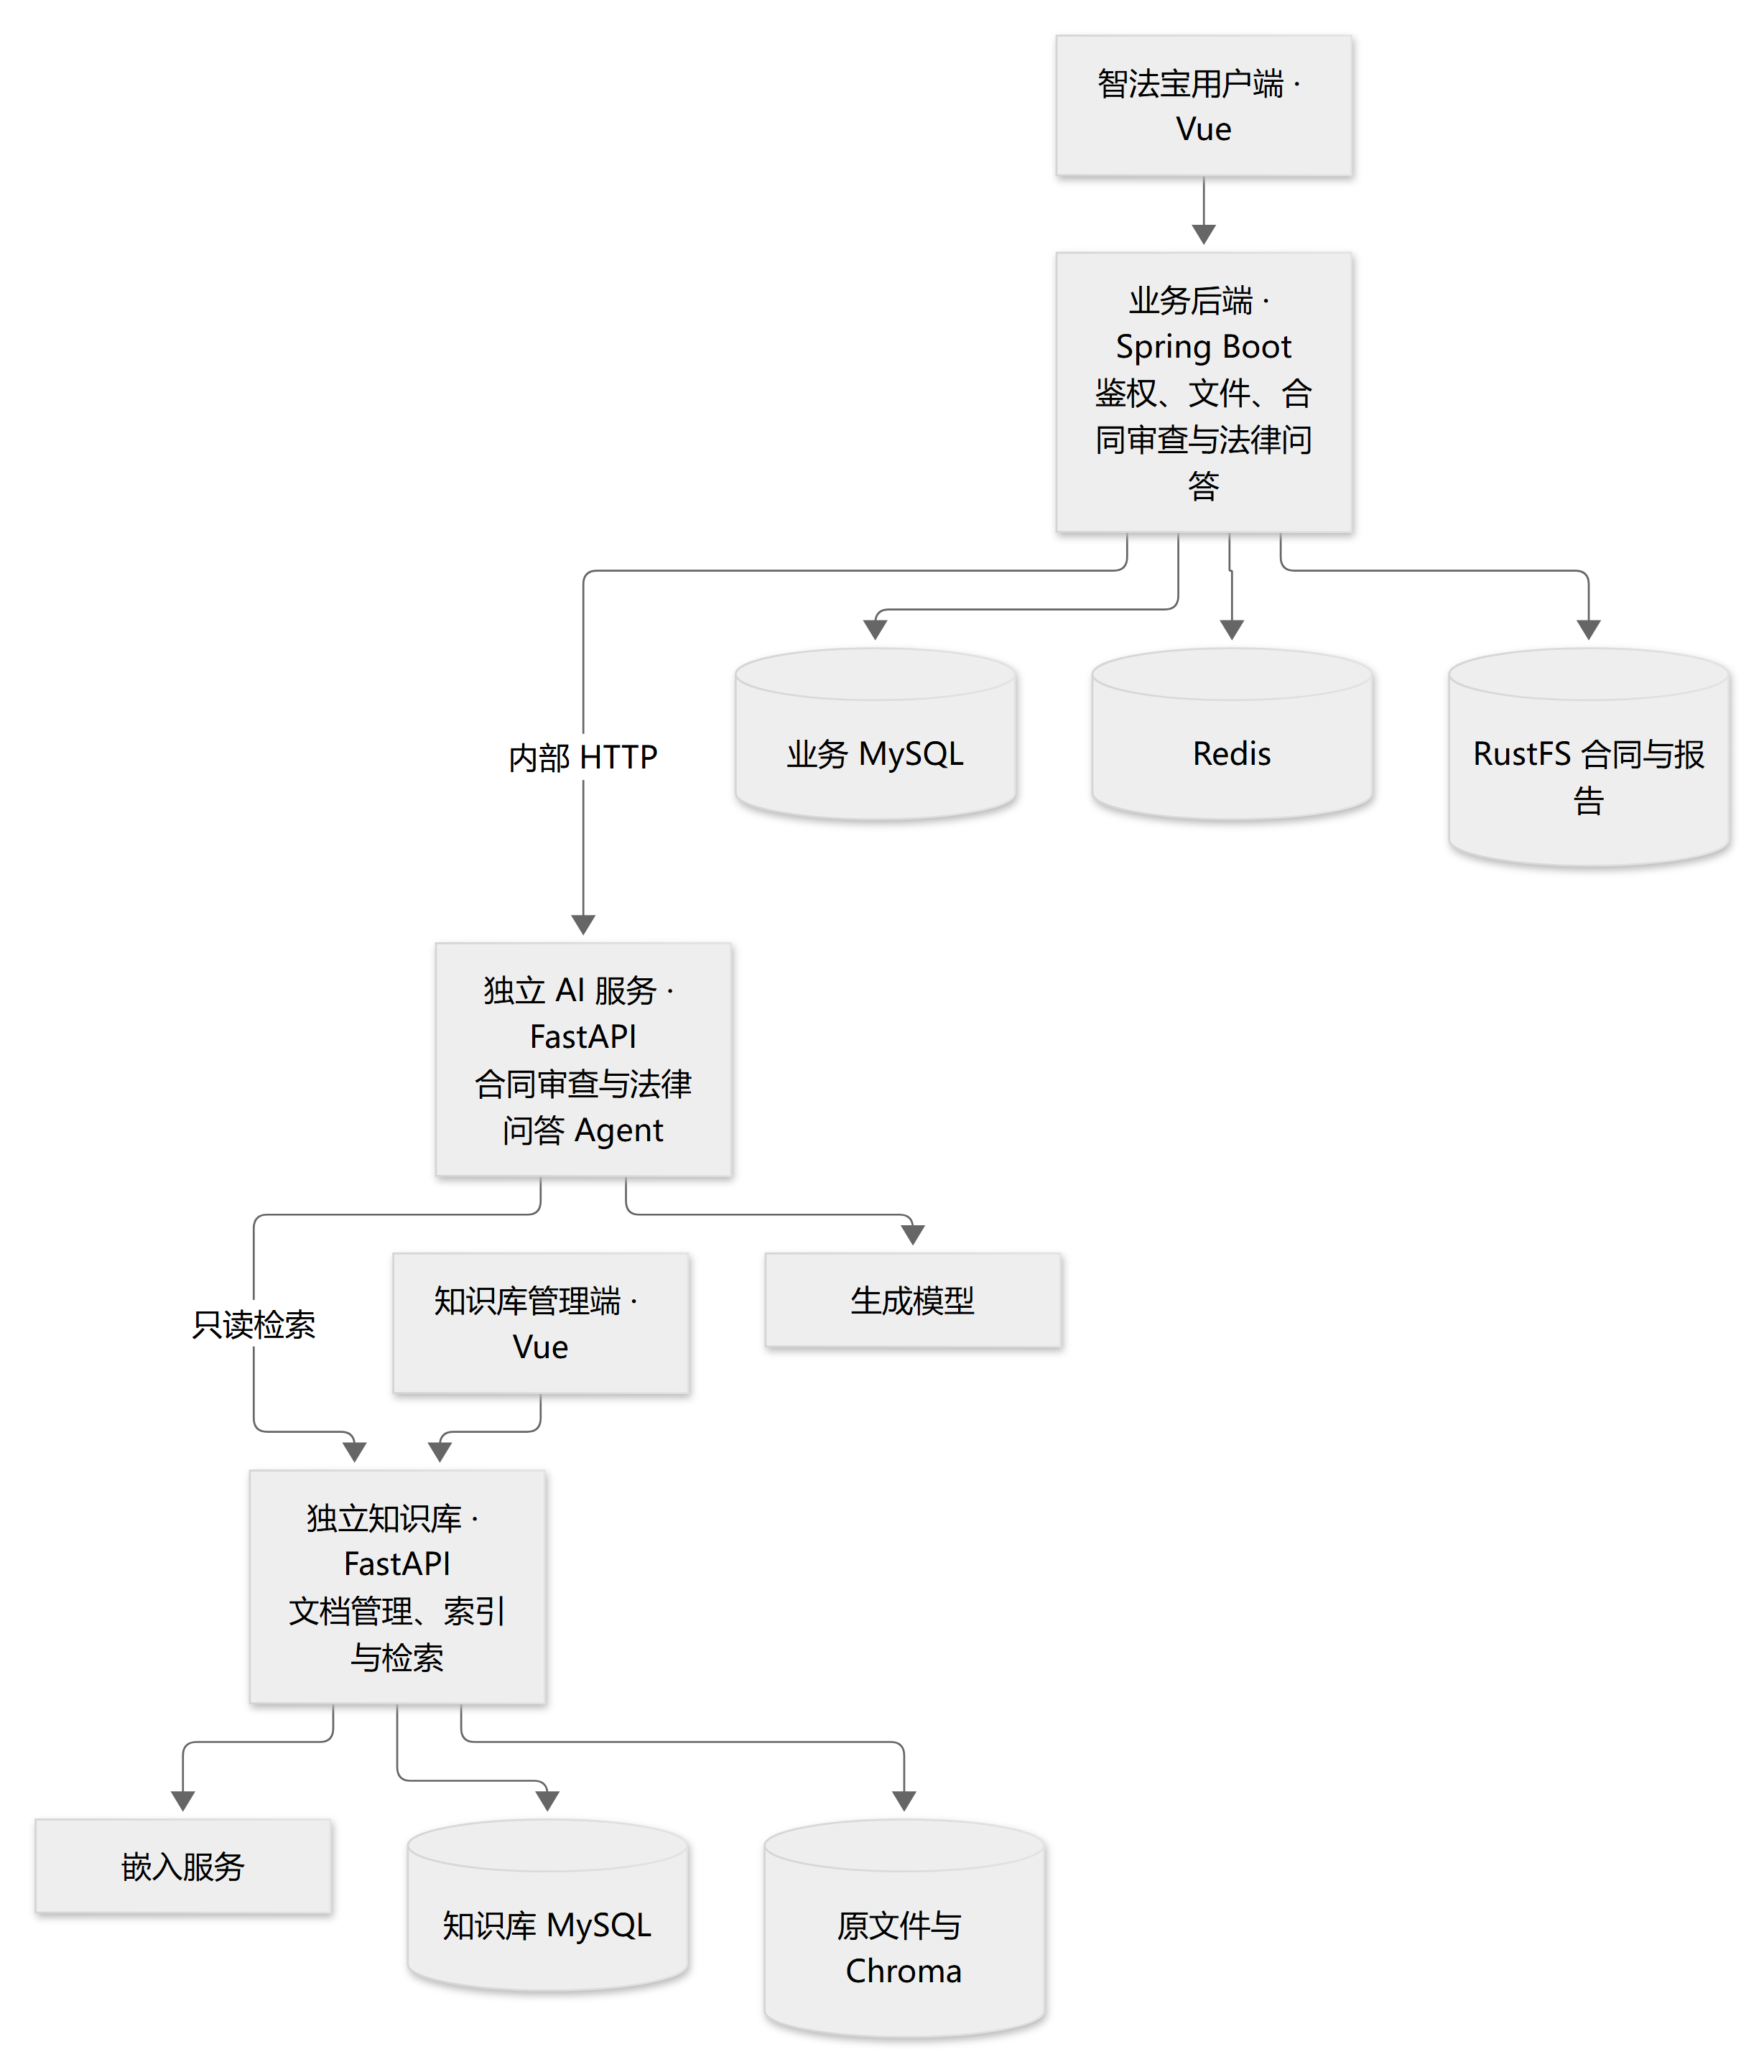 智法宝用户端 ·
Vue
业务后端 ·
Spring Boot
鉴权、文件、合
同审查与法律问
答
内部 HTTP
业务 MySQL
Redis
RustFS 合同与报
告
独立 AI 服务 ·
FastAPI
合同审查与法律
问答 Agent
只读检索
知识库管理端 ·
Vue
生成模型
独立知识库 ·
FastAPI
文档管理、索引
与检索
嵌入服务
知识库 MySQL
原文件与
Chroma